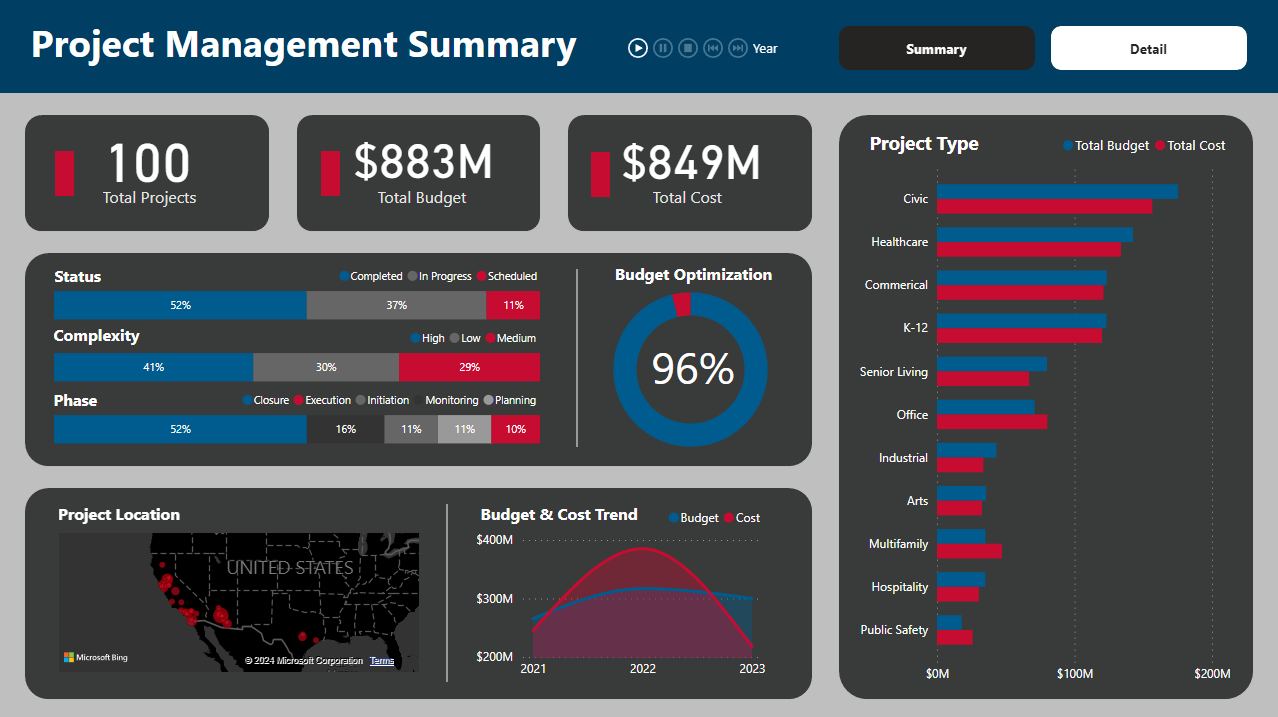 Project Management Summary
Year
Summary
Detail
100
Total Projects
$883M
Total Budget
$849M
Total Cost
Status
Completed In Progress Scheduled
52% 37% 11%
Complexity
High Low Medium
41% 30% 29%
Phase
Closure Execution Initiation Monitoring Planning
52% 16% 11% 11% 10%
Budget Optimization
96%
Project Location
UNITED STATES
Microsoft Bing
© 2024 Microsoft Corporation Terms
Budget & Cost Trend
Budget Cost
$400M
$300M
$200M
2021 2022 2023
Project Type
Total Budget Total Cost
Civic
Healthcare
Commerical
K-12
Senior Living
Office
Industrial
Arts
Multifamily
Hospitality
Public Safety
$0M $100M $200M